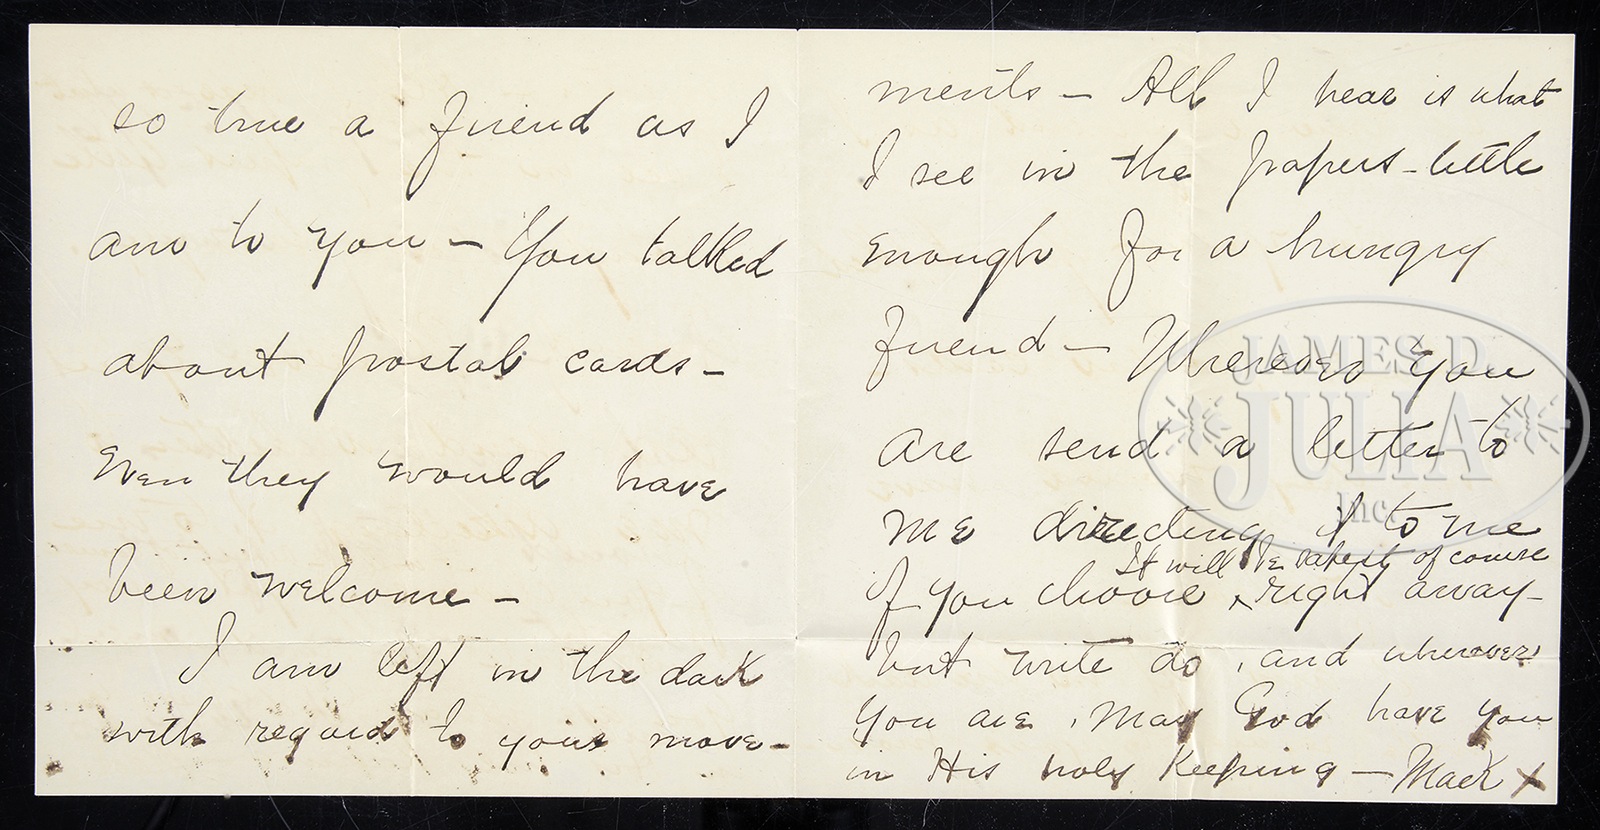 so true a friend as I
am to you – You talked
about postal cards –
Even they would have
been welcome –
I am left in the dark
with regard to your move-
ments – All I hear is what
I see in the papers – little
enough for a hungry
friend – Wherever you
are send a letter to
me directing it to me
It will be safest of course
if you choose ^ right away –
but write do, and wherever
you are, may God have you
in His holy keeping – Mack X
JAMES D.
JULIA
Inc.